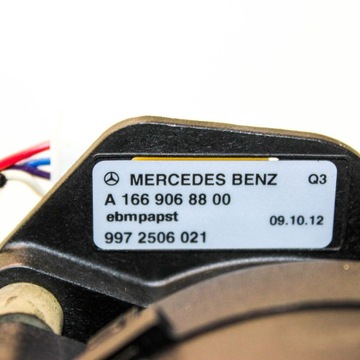 MERCEDES BENZ Q3
A 166 906 88 00
ebmpapst 09.10.12
997 2506 021